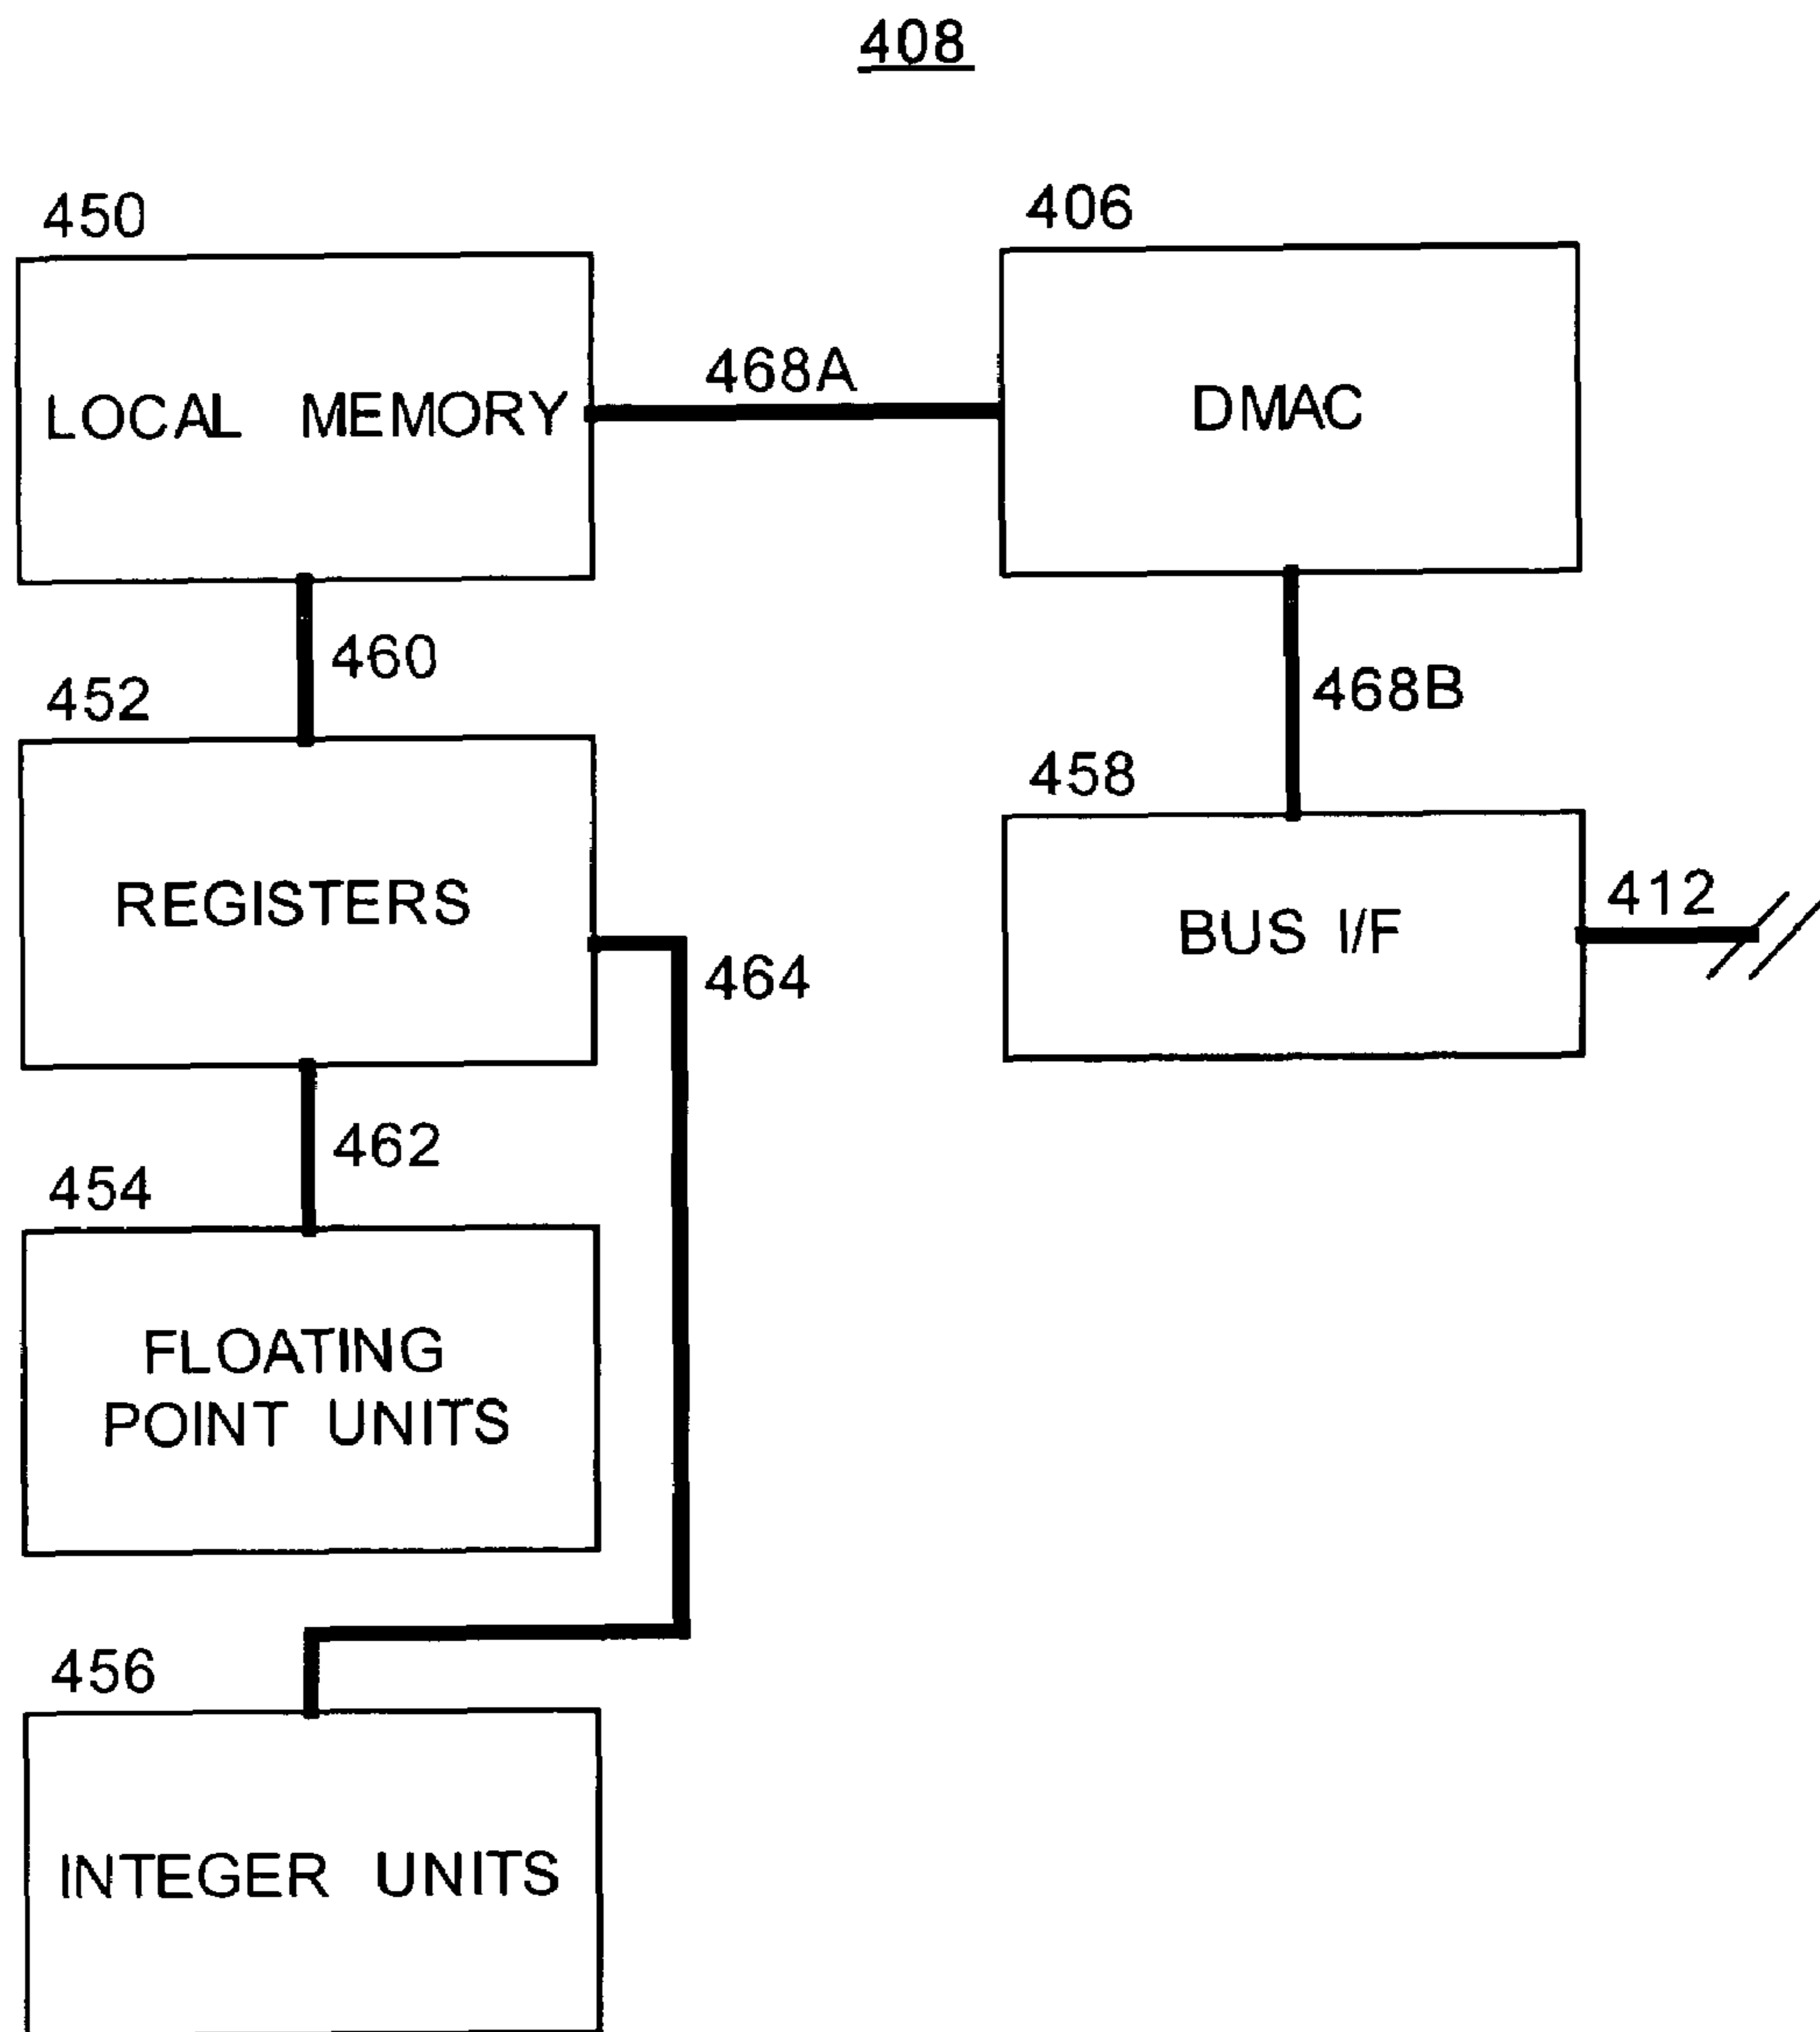 408
450
LOCAL MEMORY
468A
406
DMAC
460
468B
452
REGISTERS
464
458
BUS I/F
412
462
454
FLOATING
POINT UNITS
456
INTEGER UNITS